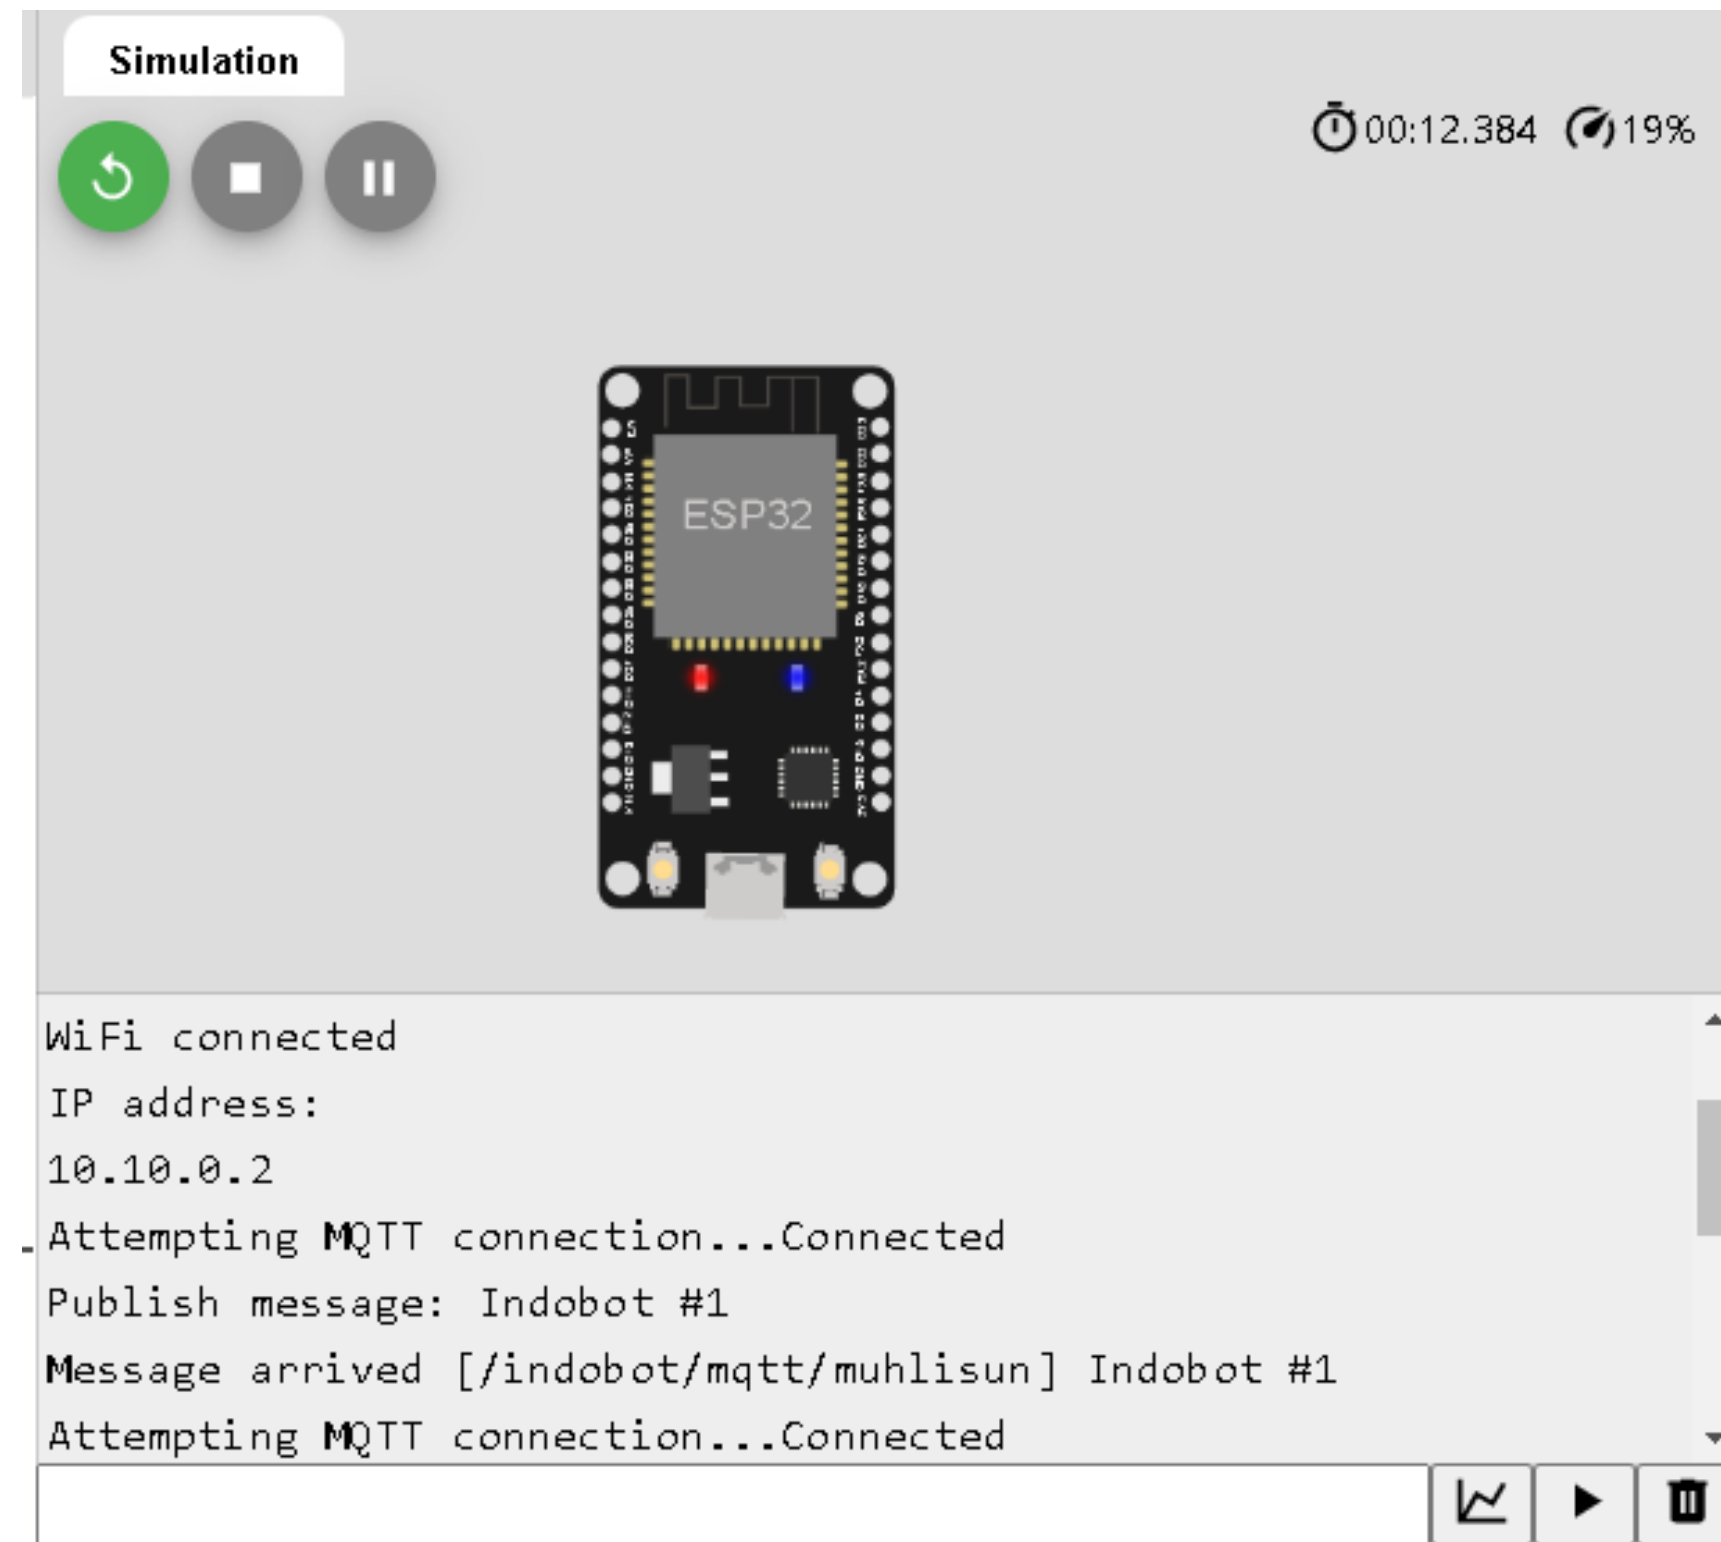 Simulation
00:12.384 19%
ESP32
WiFi connected
IP address:
10.10.0.2
Attempting MQTT connection...Connected
Publish message: Indobot #1
Message arrived [/indobot/mqtt/muhlisun] Indobot #1
Attempting MQTT connection...Connected